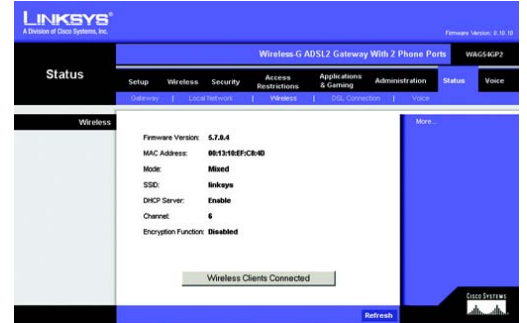 LINKSYS®
A Division of Cisco Systems, Inc.
Firmware Version: 0.10.10
Wireless-G ADSL2 Gateway With 2 Phone Ports WAG54GP2
Status
Setup Wireless Security Access Restrictions Applications & Gaming Administration Status Voice
Gateway | Local Network | Wireless | DSL Connection | Voice
Wireless
More...
Firmware Version: 5.7.0.4
MAC Address: 00:13:10:EF:C8:4D
Mode: Mixed
SSID: linksys
DHCP Server: Enable
Channel: 6
Encryption Function: Disabled
Wireless Clients Connected
Refresh
CISCO SYSTEMS